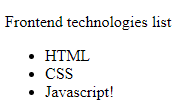 Frontend technologies list
• HTML
• CSS
• Javascript!